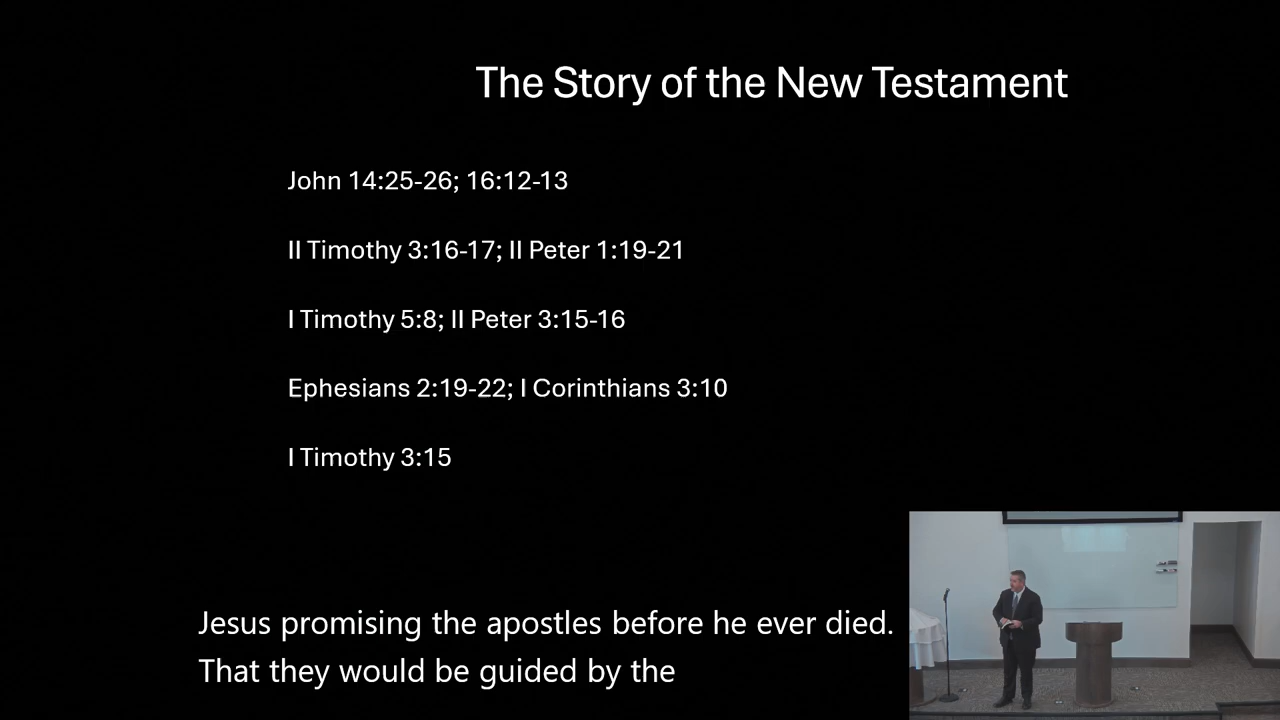 The Story of the New Testament
John 14:25-26; 16:12-13
II Timothy 3:16-17; II Peter 1:19-21
I Timothy 5:8; II Peter 3:15-16
Ephesians 2:19-22; I Corinthians 3:10
I Timothy 3:15
Jesus promising the apostles before he ever died.
That they would be guided by the